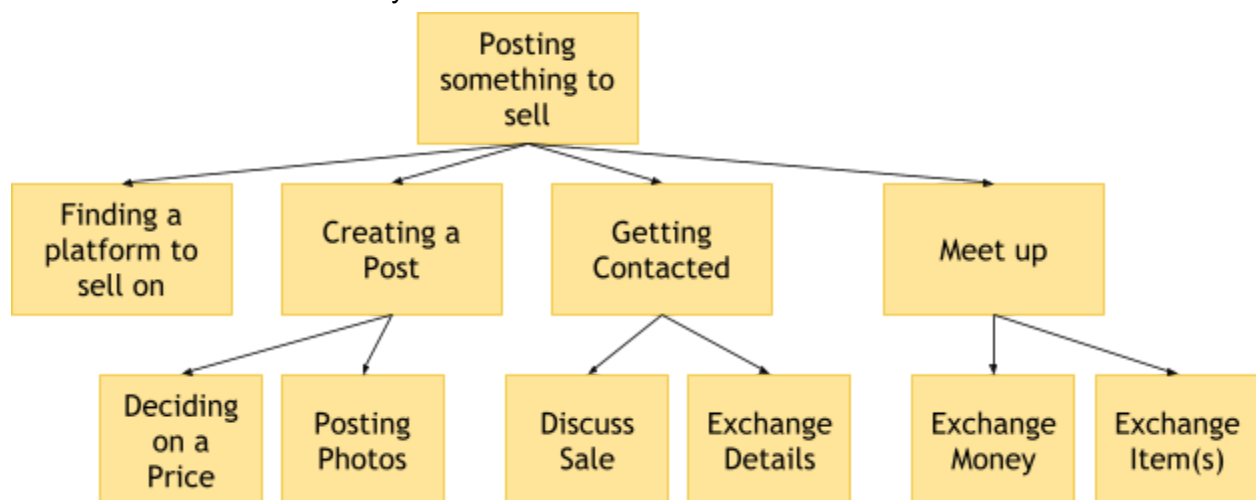 Posting
something to
sell
Finding a
platform to
sell on
Creating a
Post
Getting
Contacted
Meet up
Deciding
on a
Price
Posting
Photos
Discuss
Sale
Exchange
Details
Exchange
Money
Exchange
Item(s)